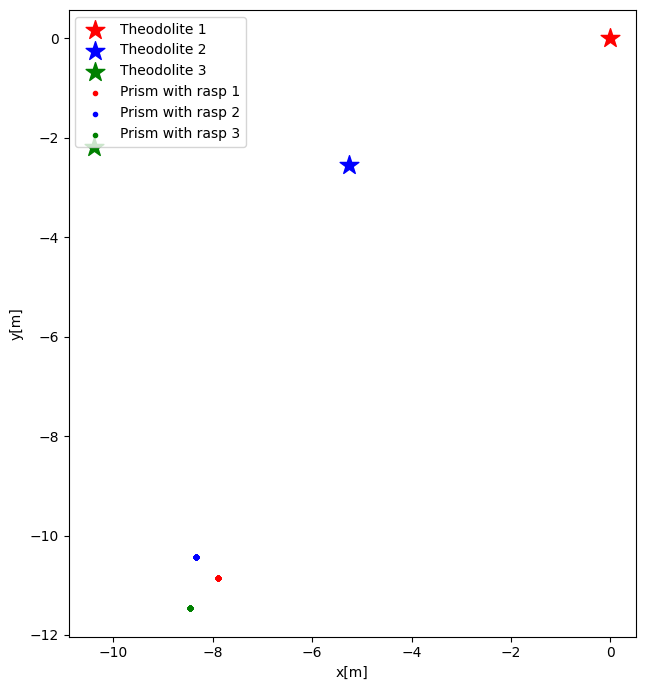 Theodolite 1
Theodolite 2
Theodolite 3
Prism with rasp 1
Prism with rasp 2
Prism with rasp 3
0
−2
−4
−6
−8
−10
−12
y[m]
−10 −8 −6 −4 −2 0
x[m]